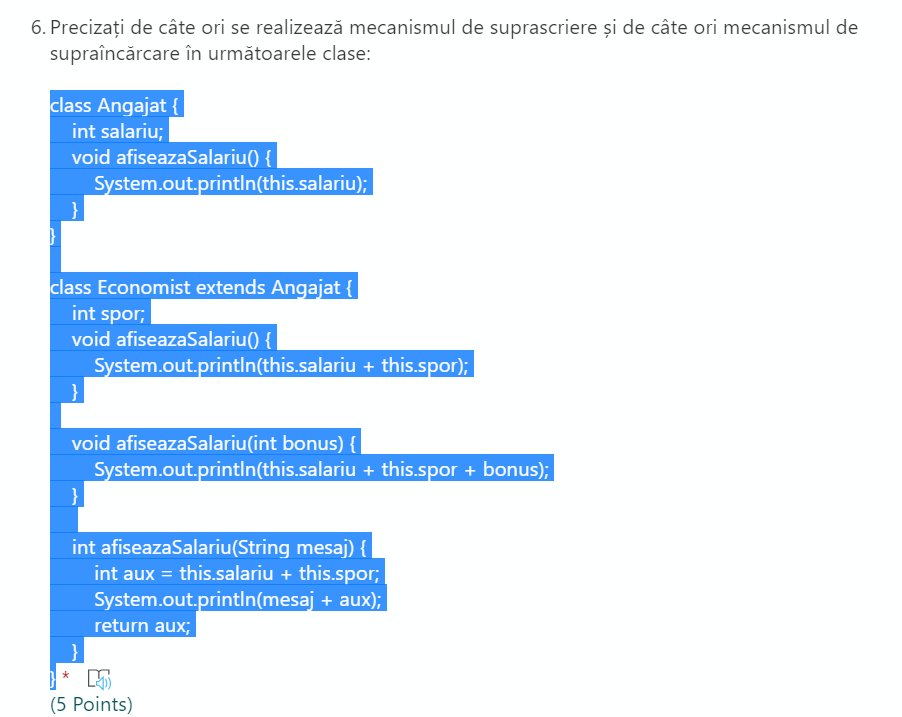 6. Precizați de câte ori se realizează mecanismul de suprascriere și de câte ori mecanismul de
supraîncărcare în următoarele clase:
class Angajat {
int salariu;
void afiseazaSalariu() {
System.out.println(this.salariu);
}
}
class Economist extends Angajat {
int spor;
void afiseazaSalariu() {
System.out.println(this.salariu + this.spor);
}
void afiseazaSalariu(int bonus) {
System.out.println(this.salariu + this.spor + bonus);
}
int afiseazaSalariu(String mesaj) {
int aux = this.salariu + this.spor;
System.out.println(mesaj + aux);
return aux;
}
} *
(5 Points)